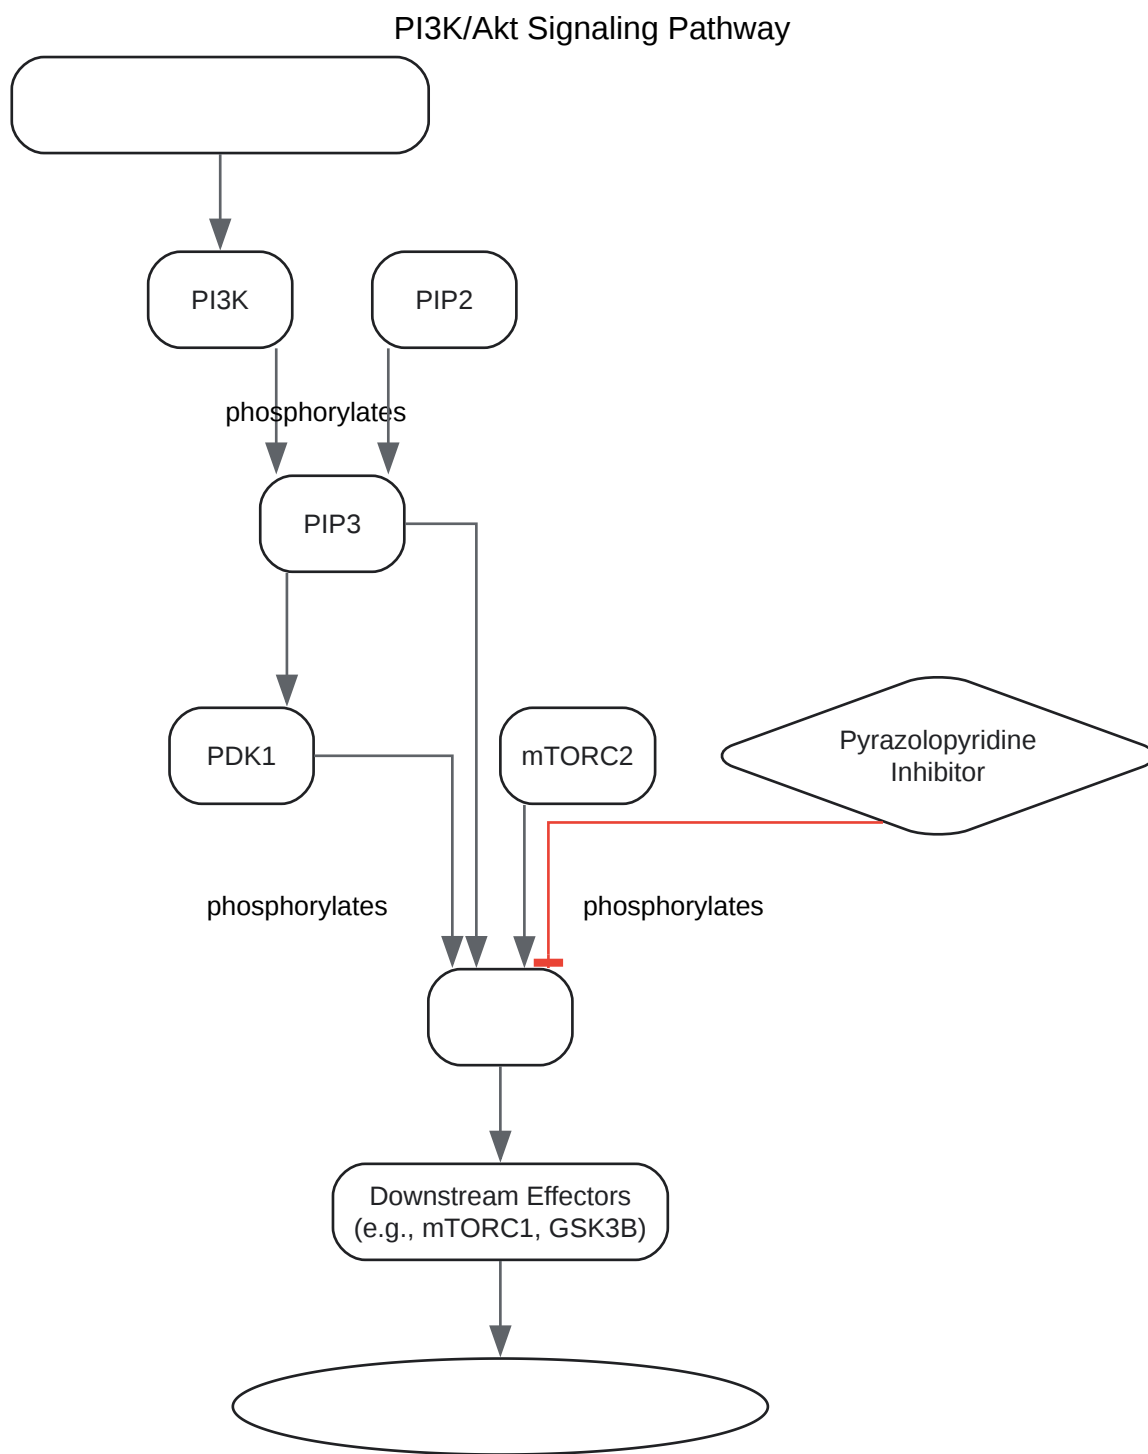 PI3K/Akt Signaling Pathway
PI3K
PIP2
phosphorylates
PIP3
PDK1
mTORC2
Pyrazolopyridine
Inhibitor
phosphorylates
phosphorylates
Downstream Effectors
(e.g., mTORC1, GSK3B)